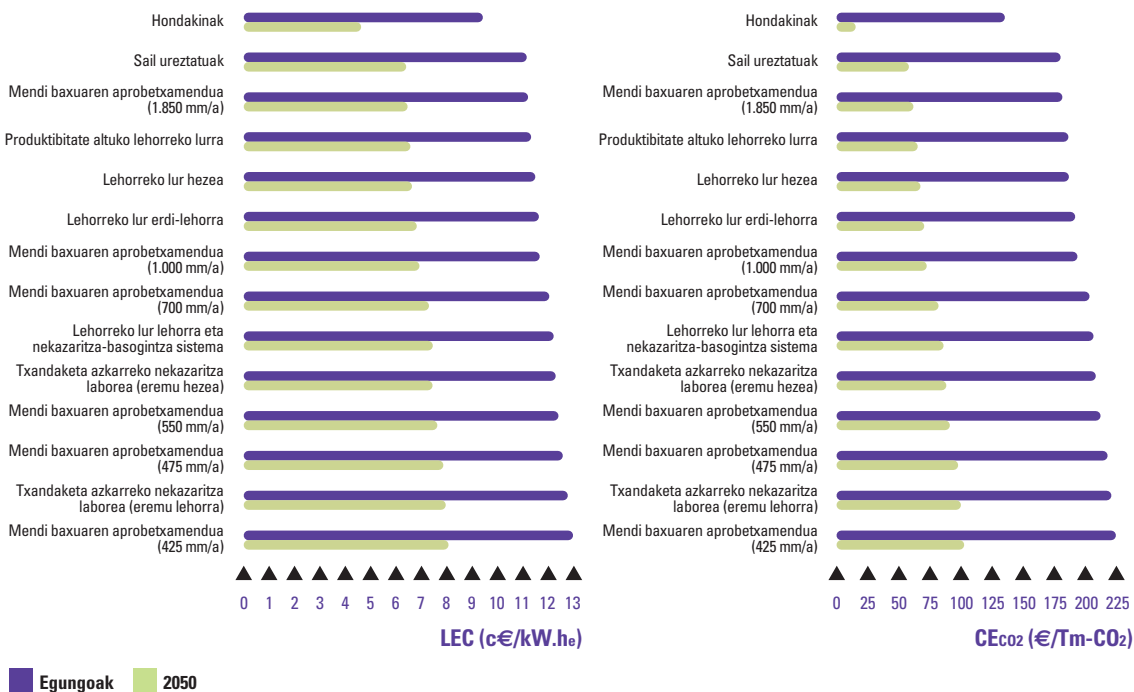 Hondakinak
Sail ureztatuak
Mendi baxuaren aprobetxamendua
(1.850 mm/a)
Produktibitate altuko lehorreko lurra
Lehorreko lur hezea
Lehorreko lur erdi-lehorra
Mendi baxuaren aprobetxamendua
(1.000 mm/a)
Mendi baxuaren aprobetxamendua
(700 mm/a)
Lehorreko lur lehorra eta
nekazaritza-basogintza sistema
Txandaketa azkarreko nekazaritza
laborea (eremu hezea)
Mendi baxuaren aprobetxamendua
(550 mm/a)
Mendi baxuaren aprobetxamendua
(475 mm/a)
Txandaketa azkarreko nekazaritza
laborea (eremu lehorra)
Mendi baxuaren aprobetxamendua
(425 mm/a)
0 1 2 3 4 5 6 7 8 9 10 11 12 13
LEC (c€/kW.he)
Hondakinak
Sail ureztatuak
Mendi baxuaren aprobetxamendua
(1.850 mm/a)
Produktibitate altuko lehorreko lurra
Lehorreko lur hezea
Lehorreko lur erdi-lehorra
Mendi baxuaren aprobetxamendua
(1.000 mm/a)
Mendi baxuaren aprobetxamendua
(700 mm/a)
Lehorreko lur lehorra eta
nekazaritza-basogintza sistema
Txandaketa azkarreko nekazaritza
laborea (eremu hezea)
Mendi baxuaren aprobetxamendua
(550 mm/a)
Mendi baxuaren aprobetxamendua
(475 mm/a)
Txandaketa azkarreko nekazaritza
laborea (eremu lehorra)
Mendi baxuaren aprobetxamendua
(425 mm/a)
0 25 50 75 100 125 150 175 200 225
CECO2 (€/Tm-CO2)
Egungoak 2050